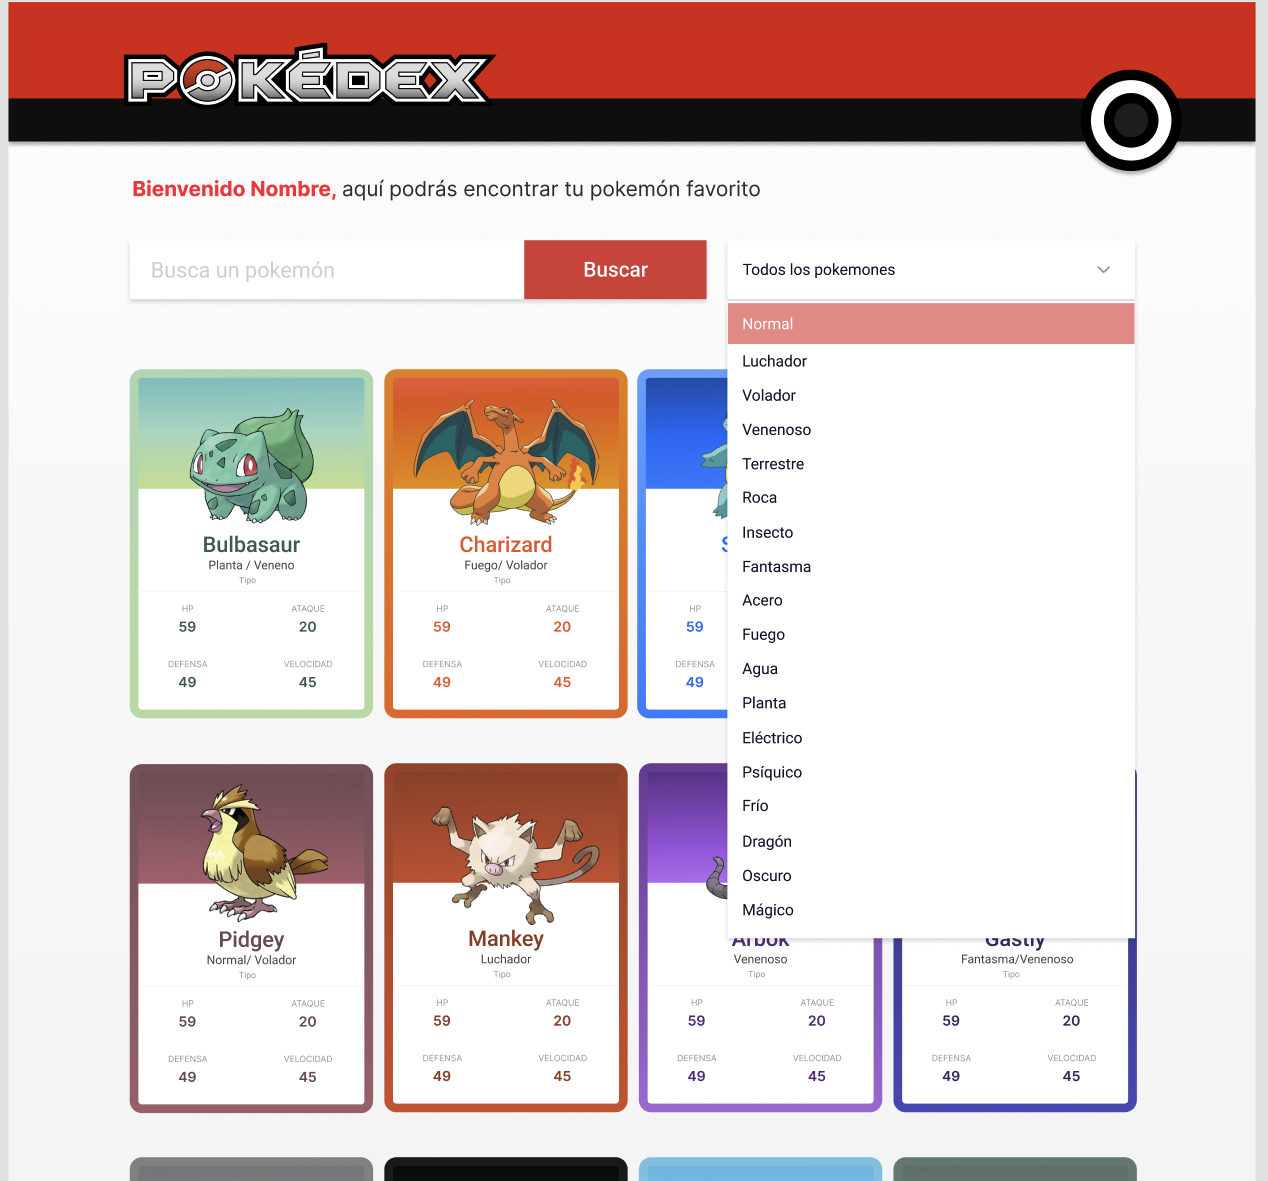 POKÉDEX
Bienvenido Nombre, aquí podrás encontrar tu pokemón favorito
Busca un pokemón
Buscar
Todos los pokemones
Normal
Luchador
Volador
Venenoso
Terrestre
Roca
Insecto
Fantasma
Acero
Fuego
Agua
Planta
Eléctrico
Psíquico
Frío
Dragón
Oscuro
Mágico
Bulbasaur
Planta / Veneno
Tipo
HP ATAQUE
59 20
DEFENSA VELOCIDAD
49 45
Charizard
Fuego/ Volador
Tipo
HP ATAQUE
59 20
DEFENSA VELOCIDAD
49 45
HP
59
DEFENSA
49
Pidgey
Normal/ Volador
Tipo
HP ATAQUE
59 20
DEFENSA VELOCIDAD
49 45
Mankey
Luchador
Tipo
HP ATAQUE
59 20
DEFENSA VELOCIDAD
49 45
Arbok
Venenoso
Tipo
HP ATAQUE
59 20
DEFENSA VELOCIDAD
49 45
Gastly
Fantasma/Venenoso
Tipo
HP ATAQUE
59 20
DEFENSA VELOCIDAD
49 45